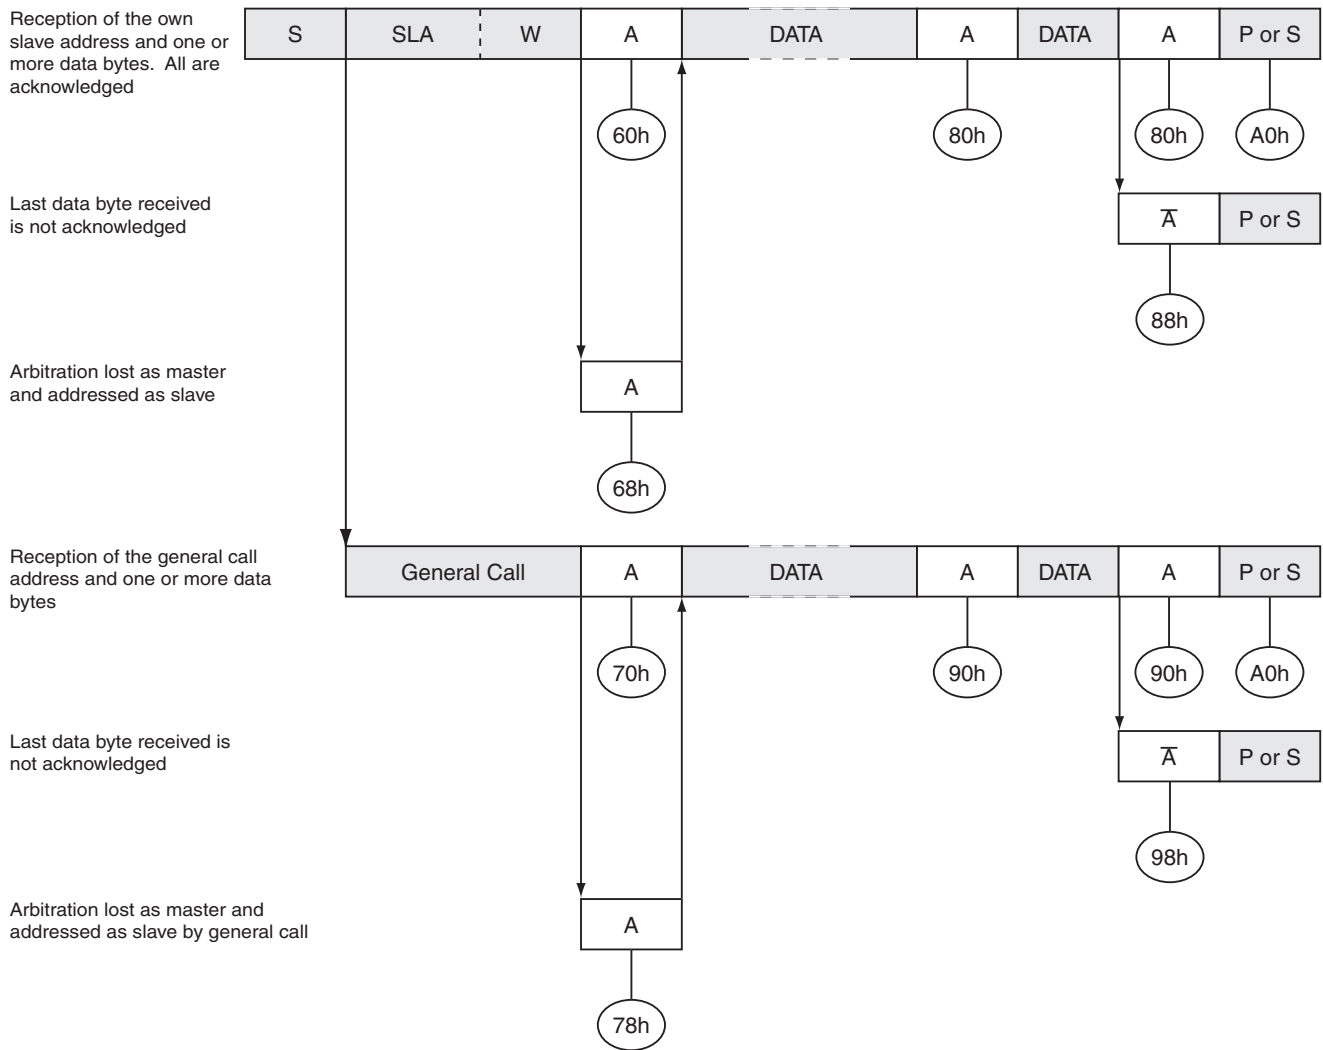 Reception of the own
slave address and one or
more data bytes. All are
acknowledged
S SLA W A DATA A DATA A P or S
60h 80h 80h A0h
Last data byte received
is not acknowledged
A̅ P or S
88h
Arbitration lost as master
and addressed as slave
A
68h
Reception of the general call
address and one or more data
bytes
General Call A DATA A DATA A P or S
70h 90h 90h A0h
Last data byte received is
not acknowledged
A̅ P or S
98h
Arbitration lost as master and
addressed as slave by general call
A
78h